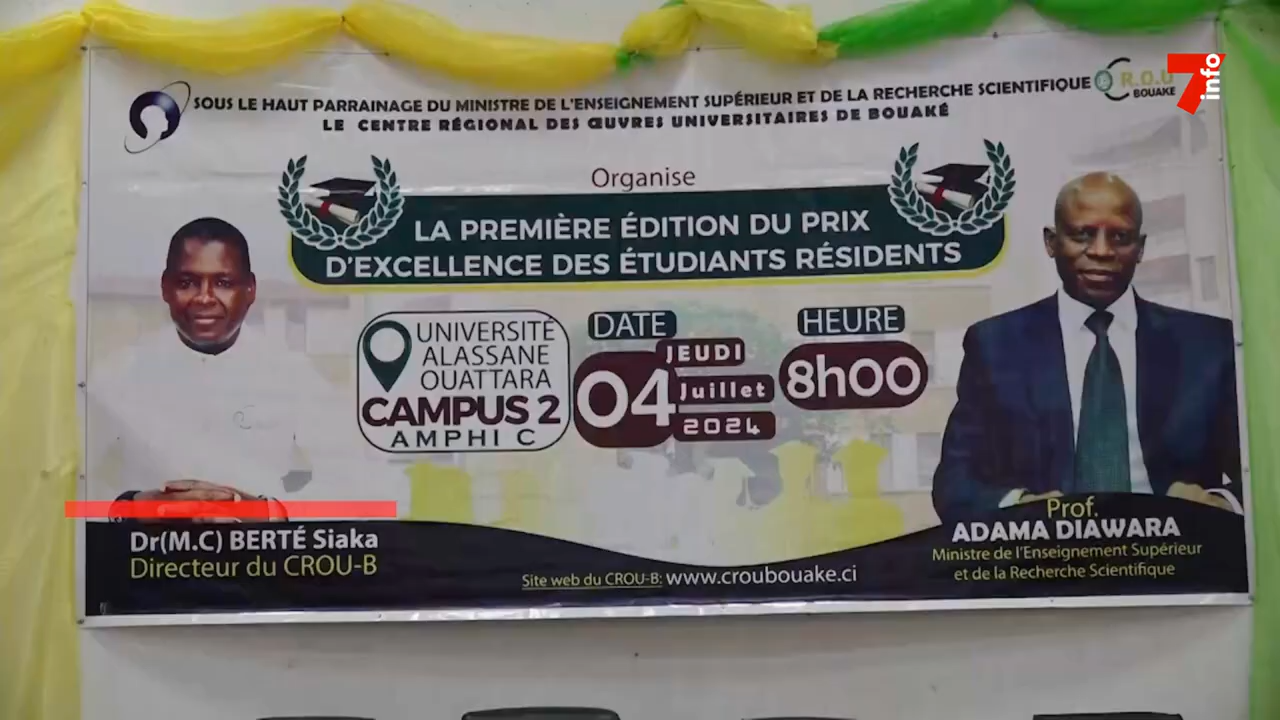 SOUS LE HAUT PARRAINAGE DU MINISTRE DE L'ENSEIGNEMENT SUPÉRIEUR ET DE LA RECHERCHE SCIENTIFIQUE
LE CENTRE RÉGIONAL DES ŒUVRES UNIVERSITAIRES DE BOUAKÉ
C R.O.U
BOUAKE
7info
Organise
LA PREMIÈRE ÉDITION DU PRIX
D'EXCELLENCE DES ÉTUDIANTS RÉSIDENTS
UNIVERSITÉ
ALASSANE
OUATTARA
CAMPUS 2
AMPHI C
DATE
JEUDI
04
Juillet
2024
HEURE
8h00
Dr(M.C) BERTÉ Siaka
Directeur du CROU-B
Site web du CROU-B: www.croubouake.ci
Prof.
ADAMA DIAWARA
Ministre de l'Enseignement Supérieur
et de la Recherche Scientifique